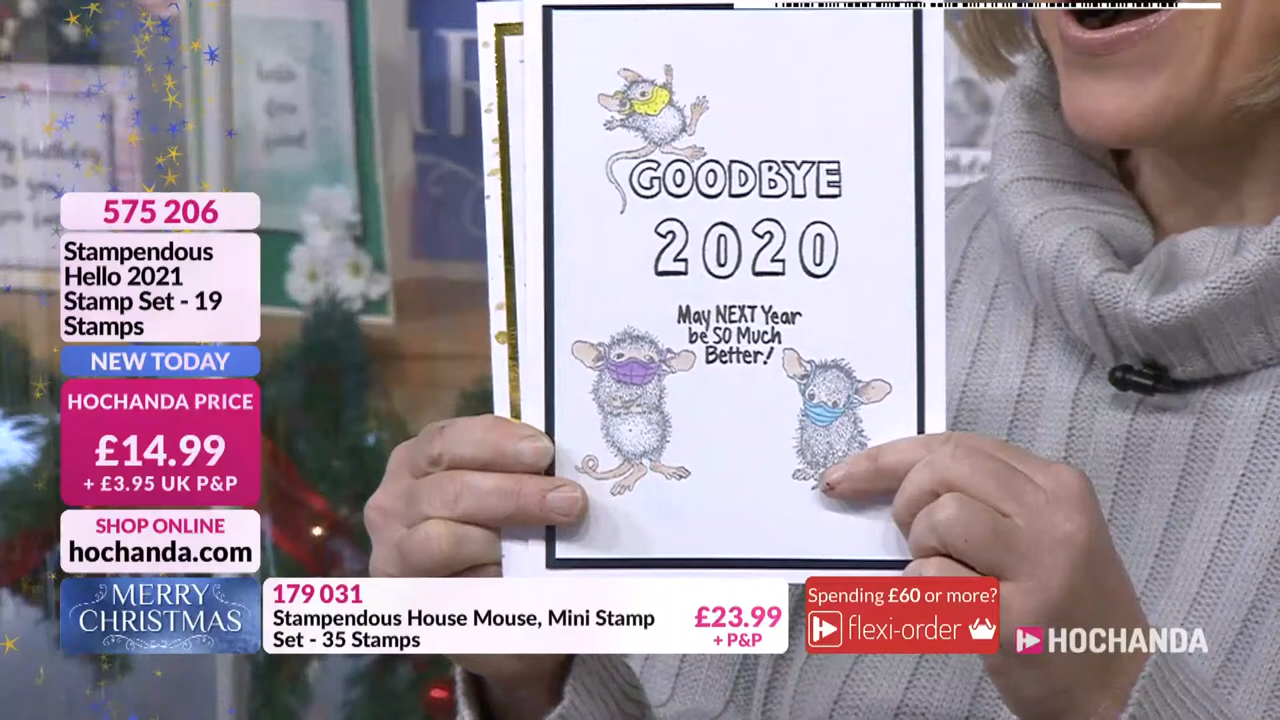 GOODBYE
2020
May NEXT Year
be SO Much
Better!
575 206
Stampendous
Hello 2021
Stamp Set - 19
Stamps
NEW TODAY
HOCHANDA PRICE
£14.99
+ £3.95 UK P&P
SHOP ONLINE
hochanda.com
MERRY
CHRISTMAS
179 031
Stampendous House Mouse, Mini Stamp
Set - 35 Stamps
£23.99
+ P&P
Spending £60 or more?
flexi-order
HOCHANDA